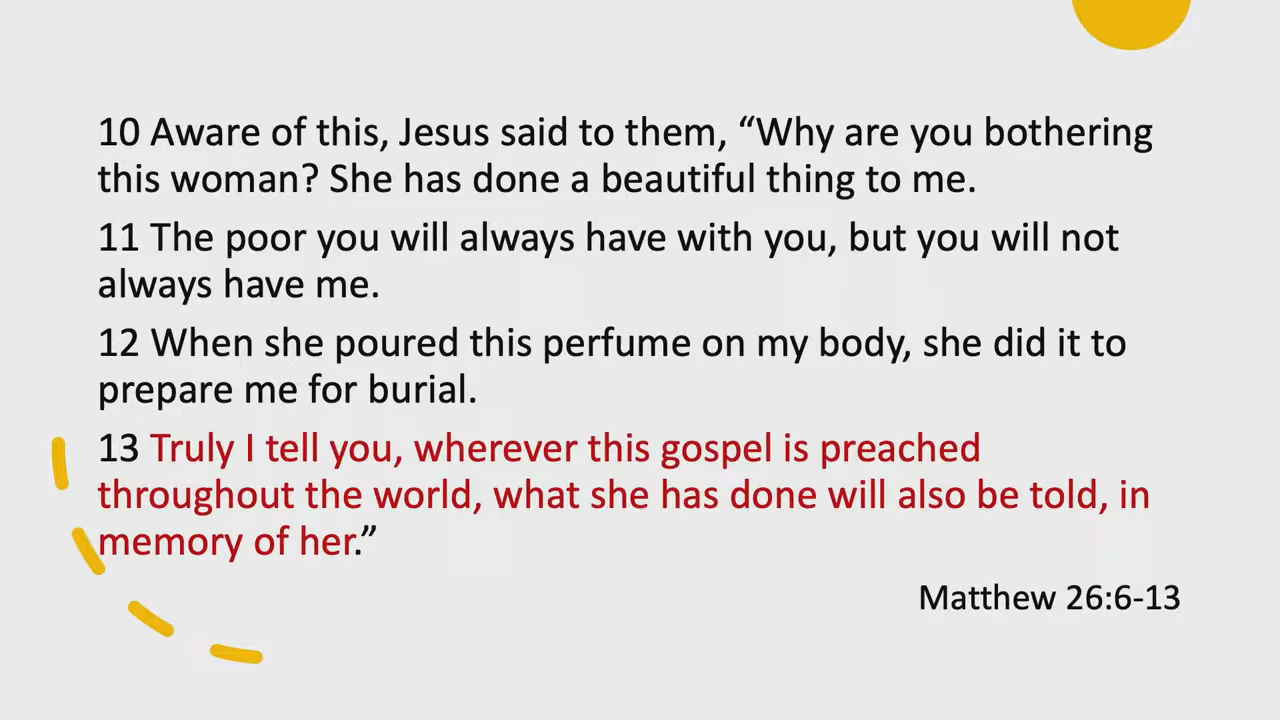 10 Aware of this, Jesus said to them, “Why are you bothering
this woman? She has done a beautiful thing to me.
11 The poor you will always have with you, but you will not
always have me.
12 When she poured this perfume on my body, she did it to
prepare me for burial.
13 Truly I tell you, wherever this gospel is preached
throughout the world, what she has done will also be told, in
memory of her.”
Matthew 26:6-13